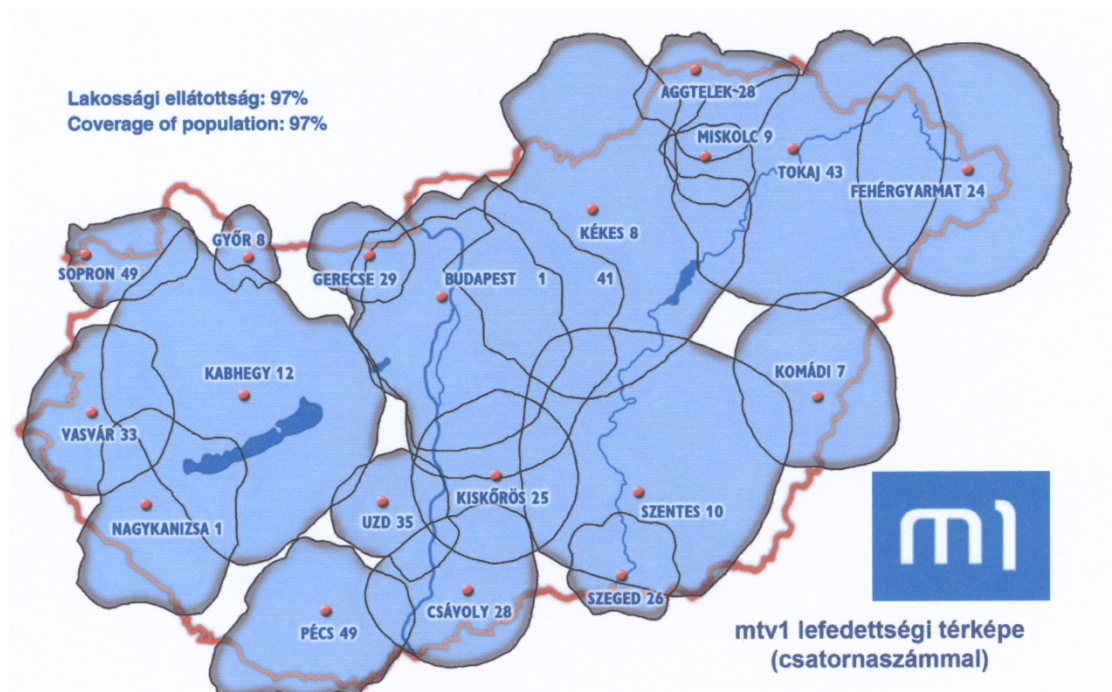 Lakossági ellátottság: 97%
Coverage of population: 97%
AGGTELEK 28
MISKOLC 9
TOKAJ 43
FEHÉRGYARMAT 24
KÉKES 8
GYŐR 8
SOPRON 49
GERECSE 29
BUDAPEST 1 41
KABHEGY 12
KOMÁDI 7
VASVÁR 33
KISKŐRÖS 25
SZENTES 10
UZD 35
NAGYKANIZSA 1
SZEGED 26
CSÁVOLY 28
PÉCS 49
m1
mtv1 lefedettségi térképe
(csatornaszámmal)